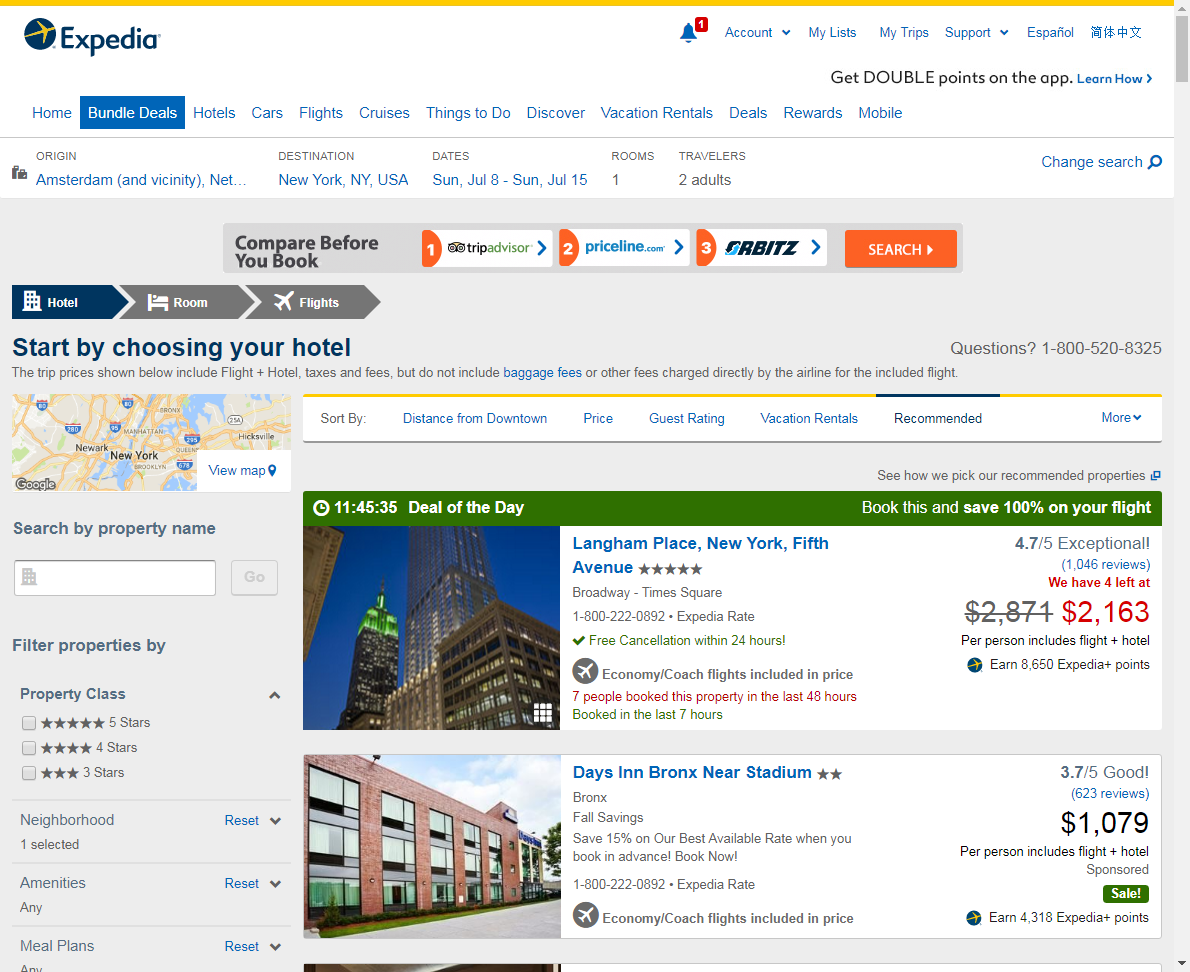 Expedia
1
Account
My Lists
My Trips
Support
Español
简体中文
Get DOUBLE points on the app. Learn How
Home
Bundle Deals
Hotels
Cars
Flights
Cruises
Things to Do
Discover
Vacation Rentals
Deals
Rewards
Mobile
ORIGIN
Amsterdam (and vicinity), Net...
DESTINATION
New York, NY, USA
DATES
Sun, Jul 8 - Sun, Jul 15
ROOMS
1
TRAVELERS
2 adults
Change search
Compare Before
You Book
1 tripadvisor
2 priceline.com
3 ORBITZ
SEARCH
Hotel
Room
Flights
Start by choosing your hotel
Questions? 1-800-520-8325
The trip prices shown below include Flight + Hotel, taxes and fees, but do not include baggage fees or other fees charged directly by the airline for the included flight.
BRONX
MANHATTAN
Hicksville
Newark
New York
QUEENS
BROOKLYN
80
80
280
95
25A
295
678
Google
View map
Sort By:
Distance from Downtown
Price
Guest Rating
Vacation Rentals
Recommended
More
See how we pick our recommended properties
Search by property name
Go
Filter properties by
Property Class
5 Stars
4 Stars
3 Stars
Neighborhood
Reset
1 selected
Amenities
Reset
Any
Meal Plans
Reset
Any
11:45:35 Deal of the Day
Book this and save 100% on your flight
Langham Place, New York, Fifth
Avenue
Broadway - Times Square
1-800-222-0892 • Expedia Rate
Free Cancellation within 24 hours!
Economy/Coach flights included in price
7 people booked this property in the last 48 hours
Booked in the last 7 hours
4.7/5 Exceptional!
(1,046 reviews)
We have 4 left at
$2,871 $2,163
Per person includes flight + hotel
Earn 8,650 Expedia+ points
Days Inn
Days Inn Bronx Near Stadium
Bronx
Fall Savings
Save 15% on Our Best Available Rate when you
book in advance! Book Now!
1-800-222-0892 • Expedia Rate
Economy/Coach flights included in price
3.7/5 Good!
(623 reviews)
$1,079
Per person includes flight + hotel
Sponsored
Sale!
Earn 4,318 Expedia+ points